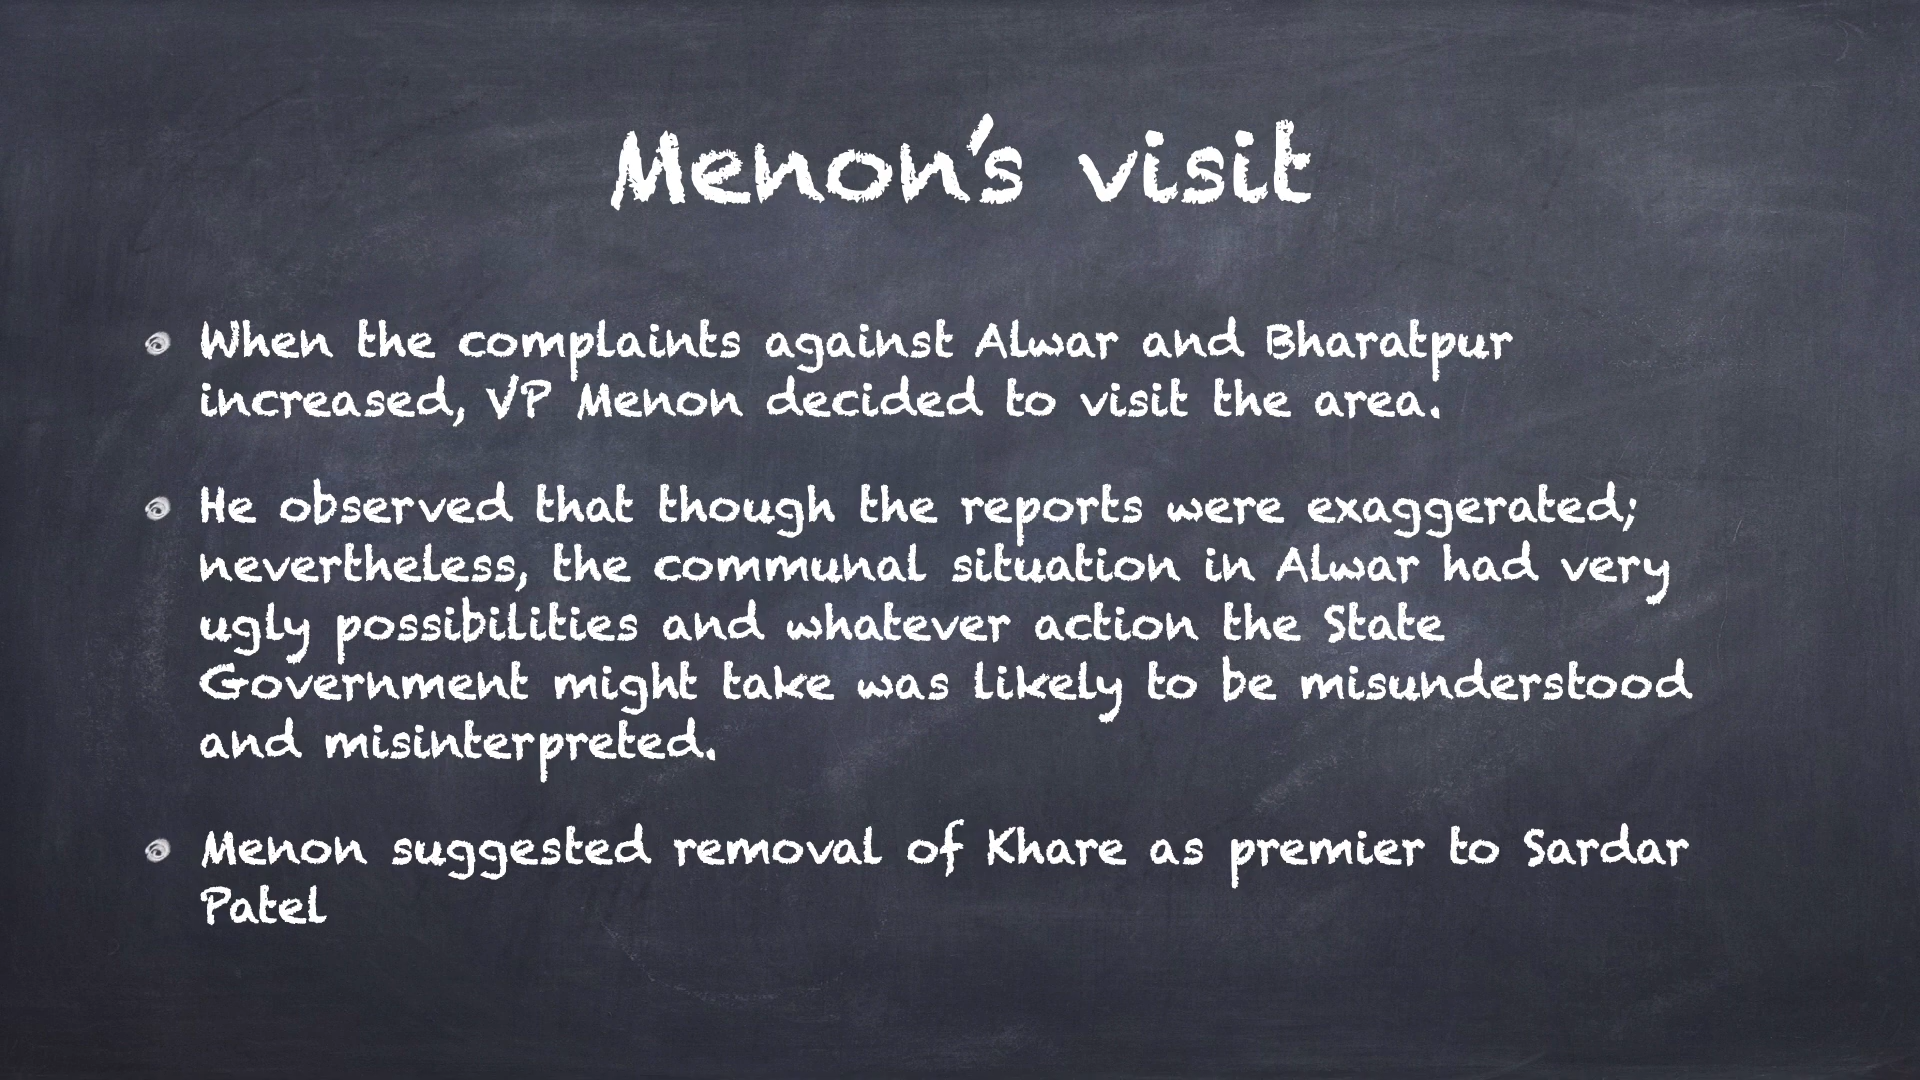 Menon's visit
When the complaints against Alwar and Bharatpur
increased, VP Menon decided to visit the area.
He observed that though the reports were exaggerated;
nevertheless, the communal situation in Alwar had very
ugly possibilities and whatever action the State
Government might take was likely to be misunderstood
and misinterpreted.
Menon suggested removal of Khare as premier to Sardar
Patel